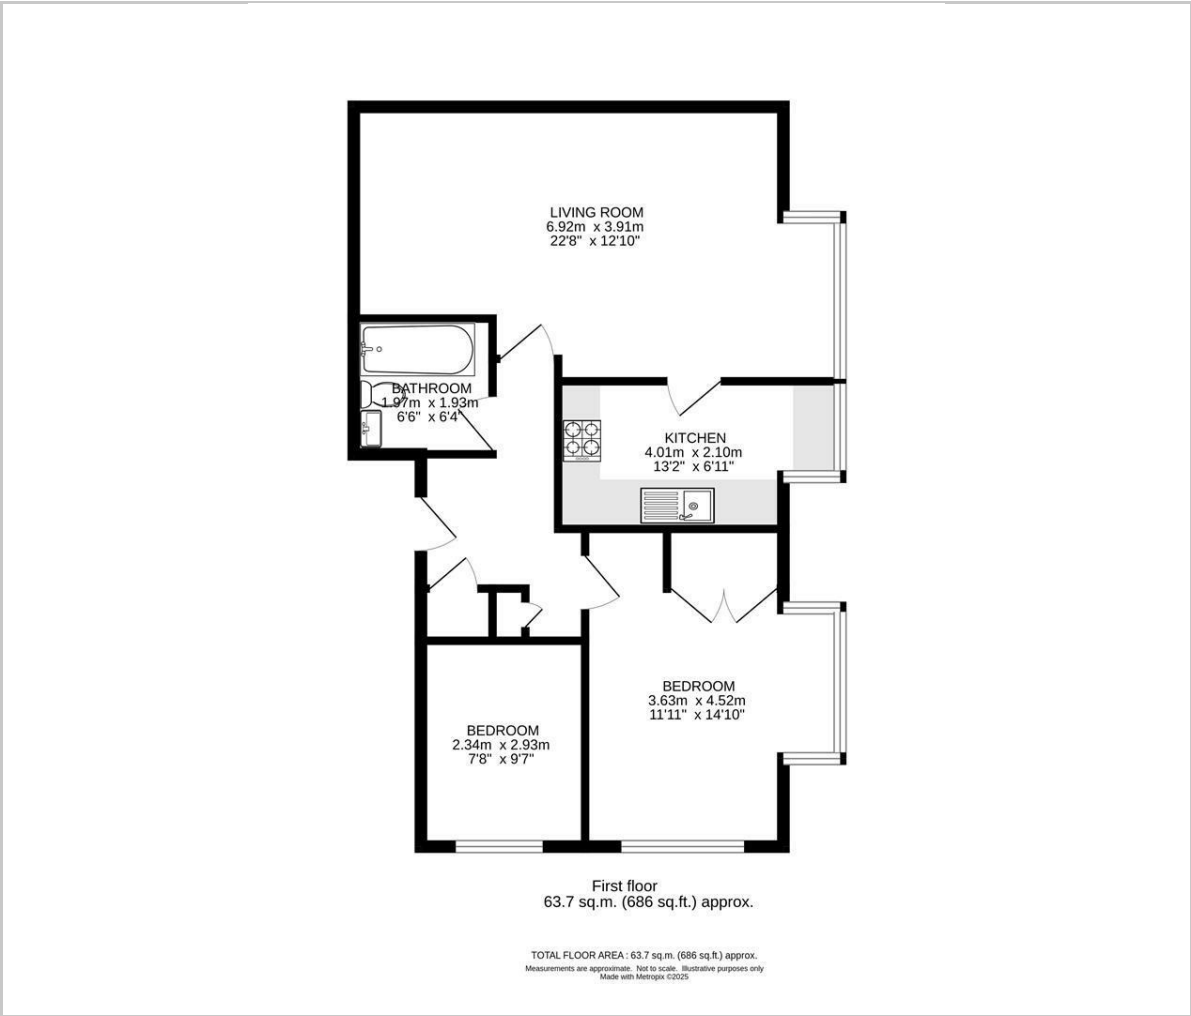 LIVING ROOM
6.92m x 3.91m
22'8" x 12'10"
BATHROOM
1.97m x 1.93m
6'6" x 6'4"
KITCHEN
4.01m x 2.10m
13'2" x 6'11"
BEDROOM
3.63m x 4.52m
11'11" x 14'10"
BEDROOM
2.34m x 2.93m
7'8" x 9'7"
First floor
63.7 sq.m. (686 sq.ft.) approx.
TOTAL FLOOR AREA : 63.7 sq.m. (686 sq.ft.) approx.
Measurements are approximate. Not to scale. Illustrative purposes only
Made with Metropix ©2025